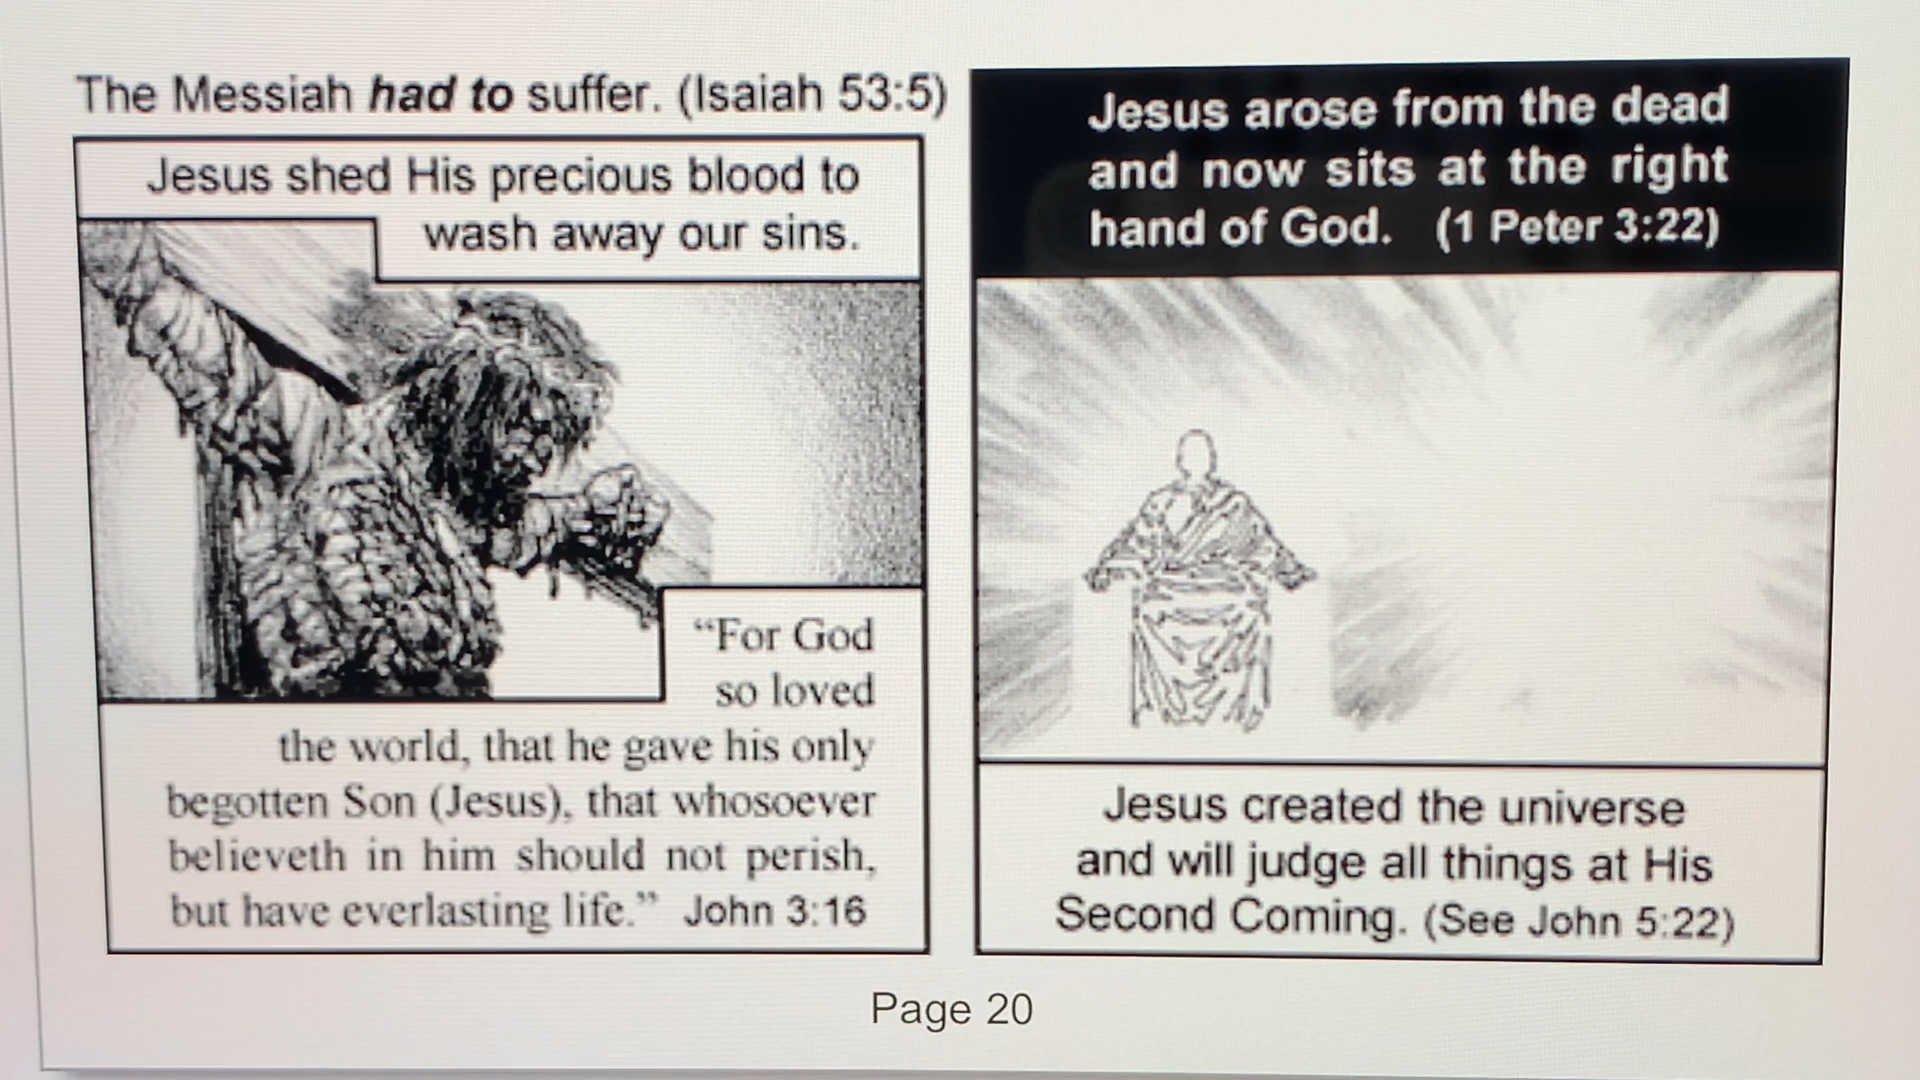 The Messiah had to suffer. (Isaiah 53:5)
Jesus shed His precious blood to
wash away our sins.
“For God
so loved
the world, that he gave his only
begotten Son (Jesus), that whosoever
believeth in him should not perish,
but have everlasting life.” John 3:16
Jesus arose from the dead
and now sits at the right
hand of God. (1 Peter 3:22)
Jesus created the universe
and will judge all things at His
Second Coming. (See John 5:22)
Page 20